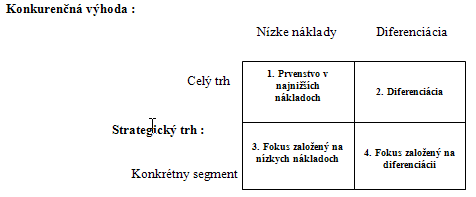 Konkurenčná výhoda :
Nízke náklady
Diferenciácia
Celý trh
1. Prvenstvo v
najnižších
nákladoch
2. Diferenciácia
Strategický trh :
3. Fokus založený na
nízkych nákladoch
4. Fokus založený na
diferenciácii
Konkrétny segment